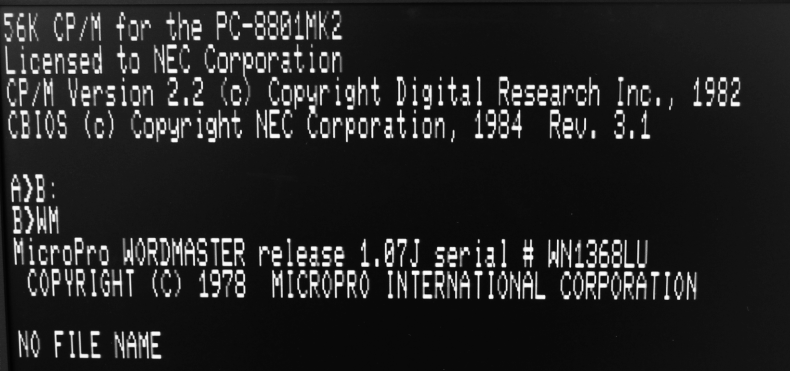 56K CP/M for the PC-8801MK2
Licensed to NEC Corporation
CP/M Version 2.2 (c) Copyright Digital Research Inc., 1982
CBIOS (c) Copyright NEC Corporation, 1984  Rev. 3.1
A>B:
B>WM
MicroPro WORDMASTER release 1.07J serial # WN1368LU
COPYRIGHT (C) 1978  MICROPRO INTERNATIONAL CORPORATION
NO FILE NAME